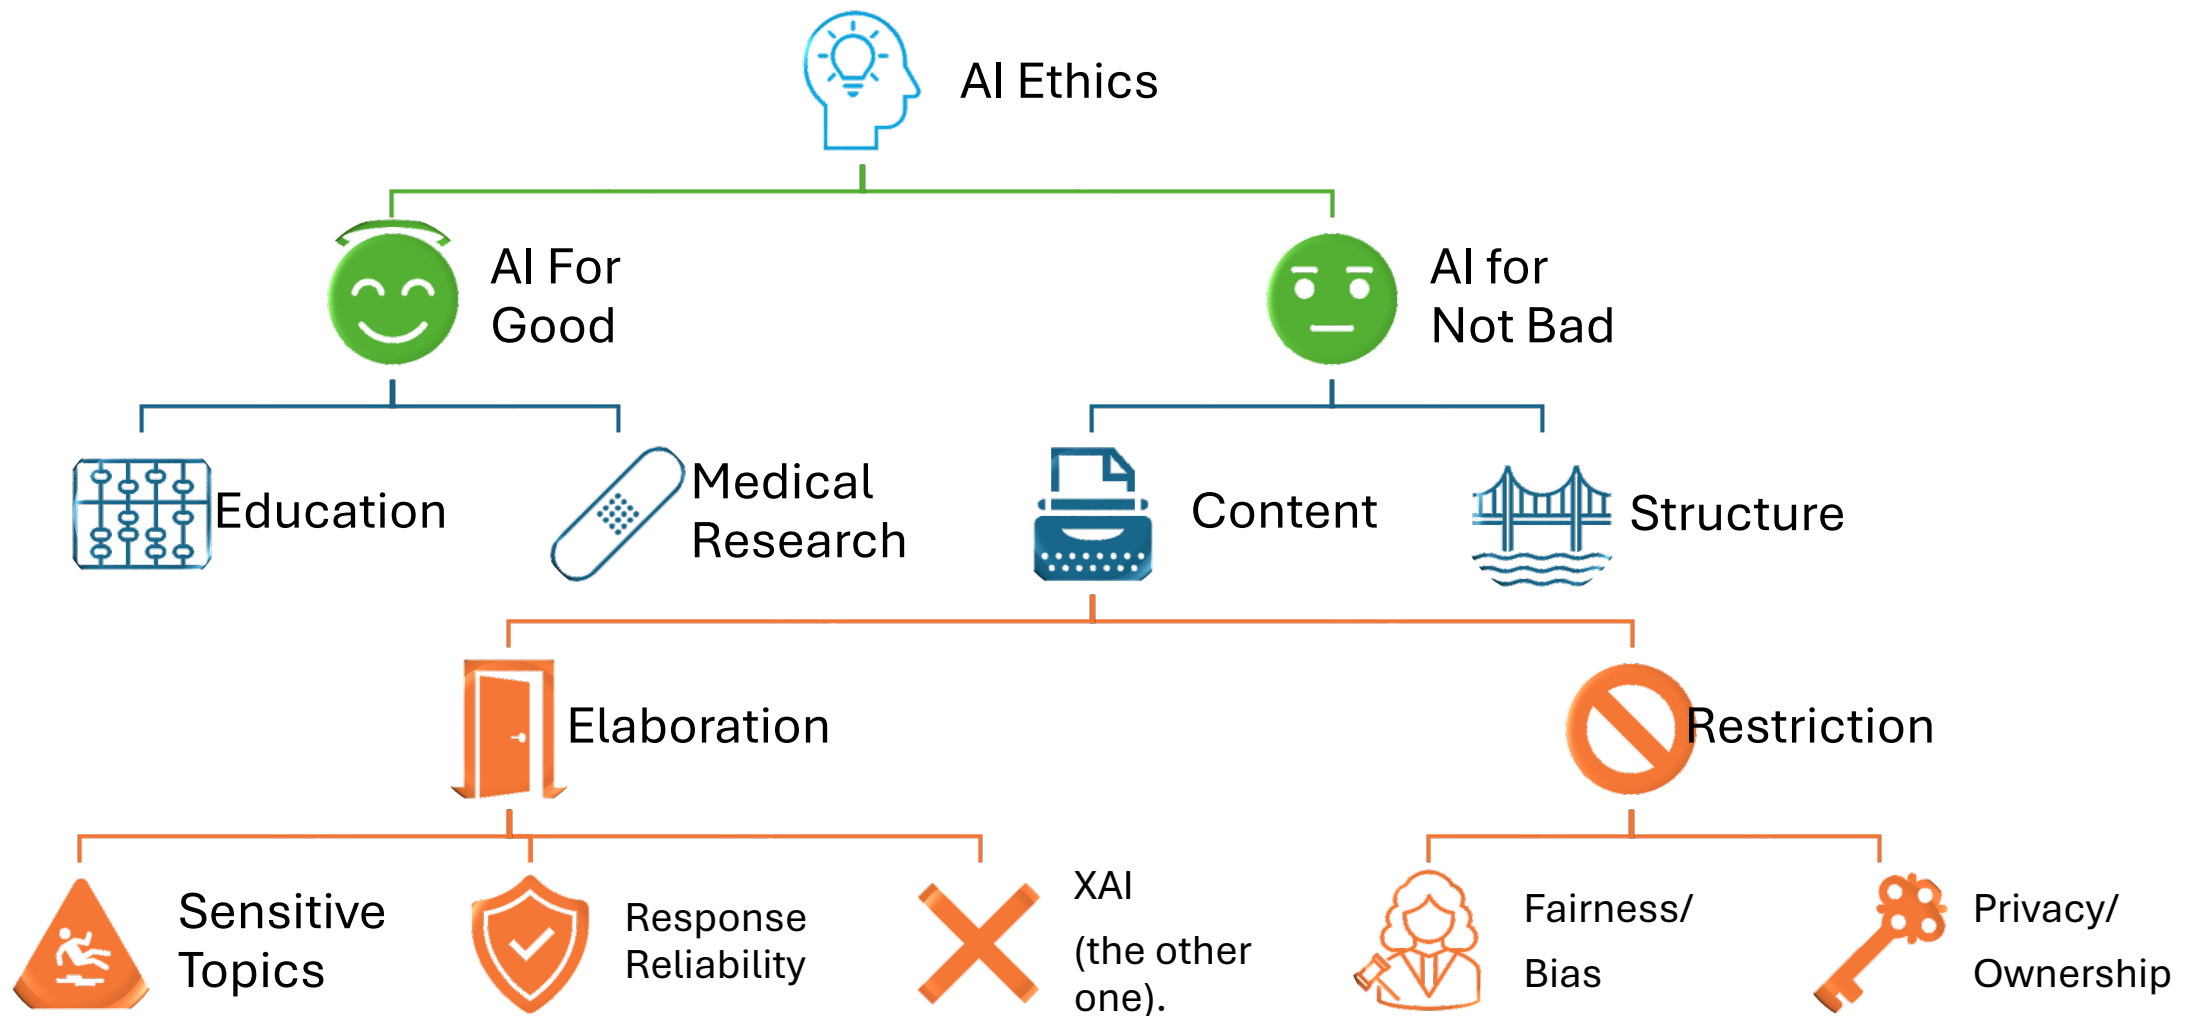 AI Ethics
AI For
Good
AI for
Not Bad
Education
Medical
Research
Content
Structure
Elaboration
Restriction
Sensitive
Topics
Response
Reliability
XAI
(the other
one).
Fairness/
Bias
Privacy/
Ownership